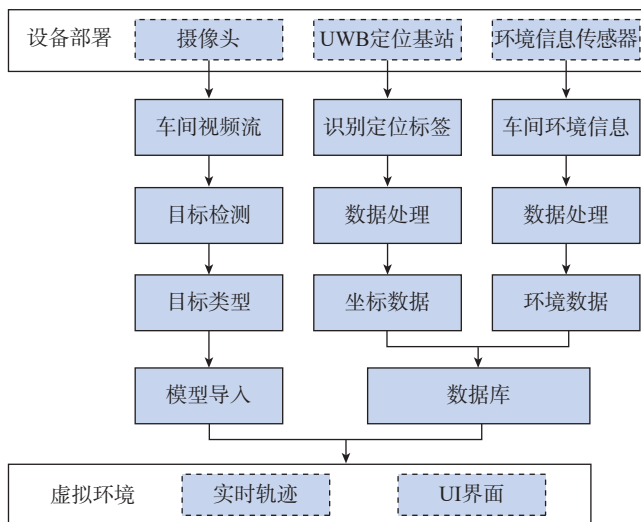 设备部署 摄像头 UWB定位基站 环境信息传感器
车间视频流 识别定位标签 车间环境信息
目标检测 数据处理 数据处理
目标类型 坐标数据 环境数据
模型导入 数据库
虚拟环境 实时轨迹 UI界面